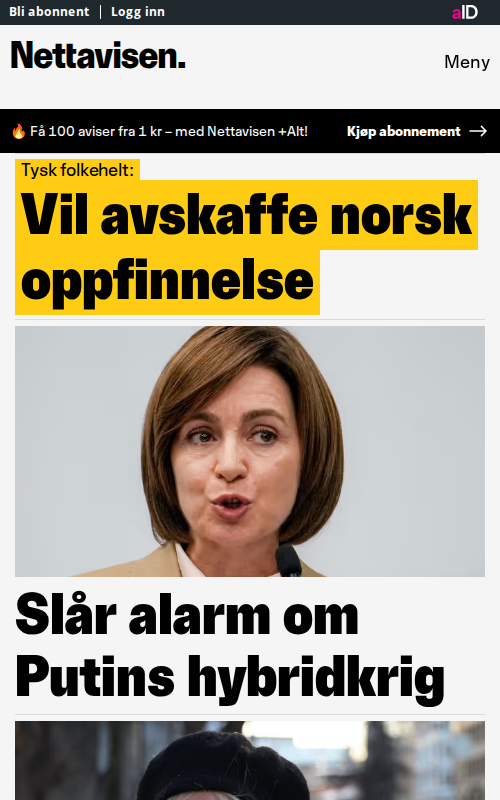 Bli abonnent Logg inn aID
Nettavisen.
Meny
🔥 Få 100 aviser fra 1 kr – med Nettavisen +Alt! Kjøp abonnement →
Tysk folkehelt:
Vil avskaffe norsk
oppfinnelse
Slår alarm om
Putins hybridkrig